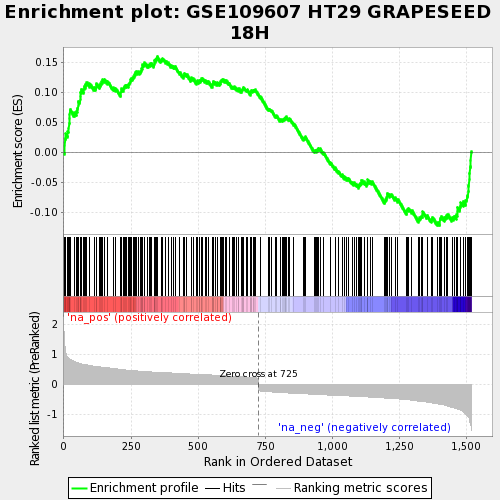 Enrichment plot: GSE109607 HT29 GRAPESEED
18H
Enrichment score (ES)
0.15
0.10
0.05
0.00
-0.05
-0.10
Ranked list metric (PreRanked)
2
1
0
-1
'na_pos' (positively correlated)
Zero cross at 725
'na_neg' (negatively correlated)
0
250
500
750
1,000
1,250
1,500
Rank in Ordered Dataset
Enrichment profile
Hits
Ranking metric scores